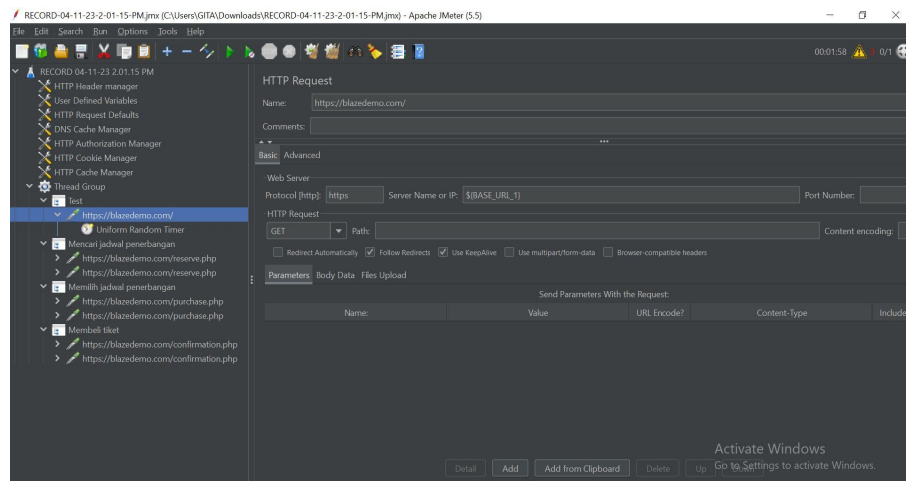 RECORD-04-11-23-2-01-15-PM.jmx (C:\Users\GITA\Downloads\RECORD-04-11-23-2-01-15-PM.jmx) - Apache JMeter (5.5)
File Edit Search Run Options Tools Help
00:01:58 0/1
RECORD 04-11-23 2.01.15 PM
HTTP Header manager
User Defined Variables
HTTP Request Defaults
DNS Cache Manager
HTTP Authorization Manager
HTTP Cookie Manager
HTTP Cache Manager
Thread Group
Test
https://blazedemo.com/
Uniform Random Timer
Mencari jadwal penerbangan
https://blazedemo.com/reserve.php
https://blazedemo.com/reserve.php
Memilih jadwal penerbangan
https://blazedemo.com/purchase.php
https://blazedemo.com/purchase.php
Membeli tiket
https://blazedemo.com/confirmation.php
https://blazedemo.com/confirmation.php
HTTP Request
Name: https://blazedemo.com/
Comments:
Basic Advanced
Web Server
Protocol [http]: https Server Name or IP: ${BASE_URL_1} Port Number:
HTTP Request
GET Path: Content encoding:
Redirect Automatically Follow Redirects Use KeepAlive Use multipart/form-data Browser-compatible headers
Parameters Body Data Files Upload
Send Parameters With the Request:
Name: Value URL Encode? Content-Type Include
Detail Add Add from Clipboard Delete Up
Activate Windows
Go to Settings to activate Windows.